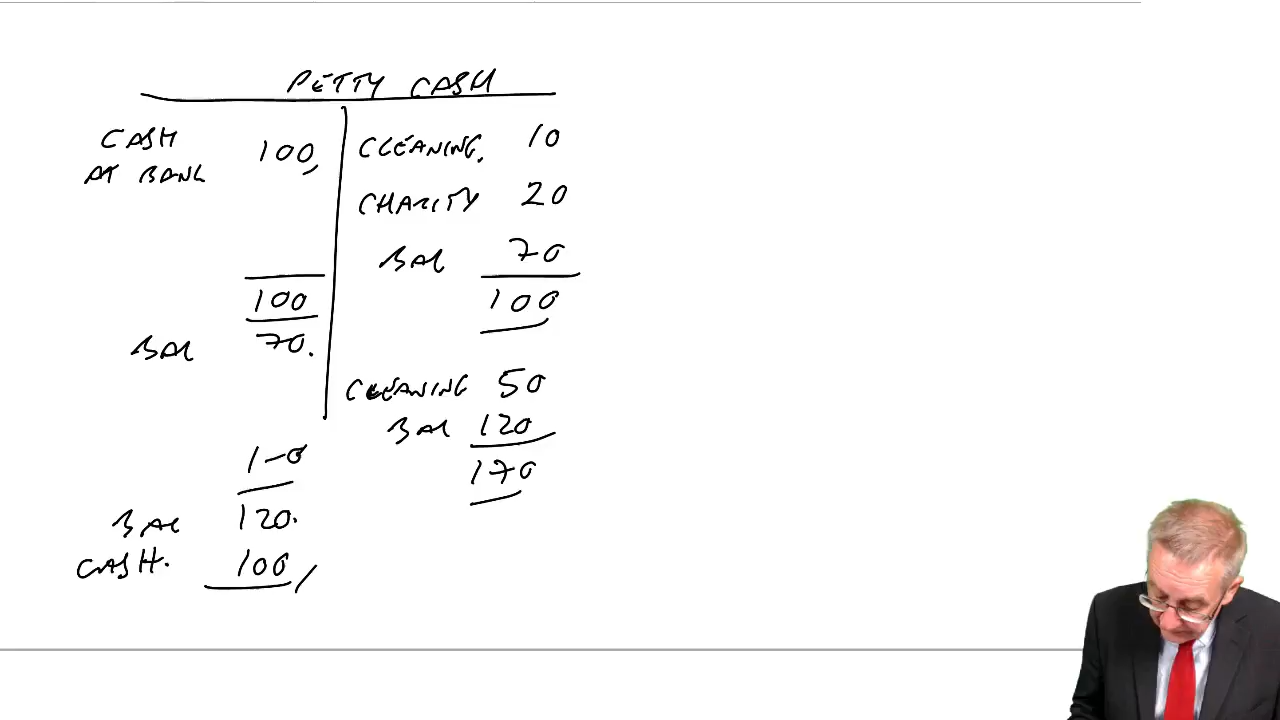 PETTY CASH
CASH 100 CLEANING 10
AT BANK
CHARITY 20
BAL 70
100 100
BAL 70.
CLEANING 50
BAL 120
170
BAL 120.
CASH. 100